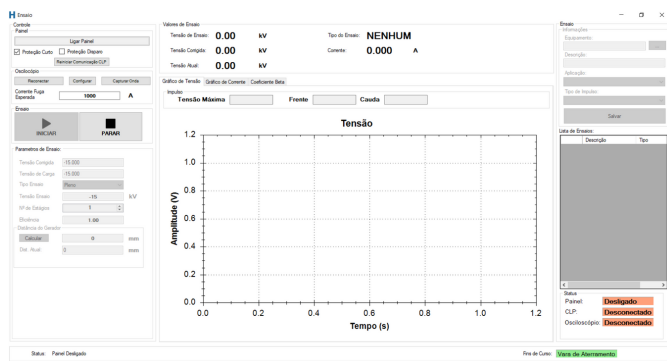 H Ensaio
Controle
Painel
Ligar Painel
Proteção Curto
Proteção Disparo
Reiniciar Comunicação CLP
Osciloscópio
Reconectar
Configurar
Capturar Onda
Corrente Fuga Esperada
1000
A
Ensaio
INICIAR
PARAR
Parametros de Ensaio:
Tensão Corrigida
-15.000
Tensão de Carga
-15.000
Tipo Ensaio
Pleno
Tensão Ensaio
-15
kV
Nº de Estágios
1
Eficiência
1.00
Distância do Gerador
Calcular
0
mm
Dist. Atual:
0
mm
Valores de Ensaio
Tensão de Ensaio:
0.00
kV
Tipo do Ensaio:
NENHUM
Tensão Corrigida:
0.00
kV
Corrente:
0.000
A
Tensão Atual:
0.00
kV
Gráfico de Tensão
Gráfico de Corrente
Coeficiente Beta
Impulso
Tensão Máxima
Frente
Cauda
Tensão
1.2
1.0
0.8
0.6
0.4
0.2
0.0
Amplitude (V)
0.0
0.2
0.4
0.6
0.8
1.0
1.2
Tempo (s)
Ensaio
Informações
Equipamento:
...
Descrição:
Aplicação:
Tipo de Impulso:
Salvar
Lista de Ensaios:
Descrição
Tipo
Status
Painel:
Desligado
CLP:
Desconectado
Osciloscópio:
Desconectado
Status:
Painel Desligado
Fins de Curso:
Vara de Aterramento